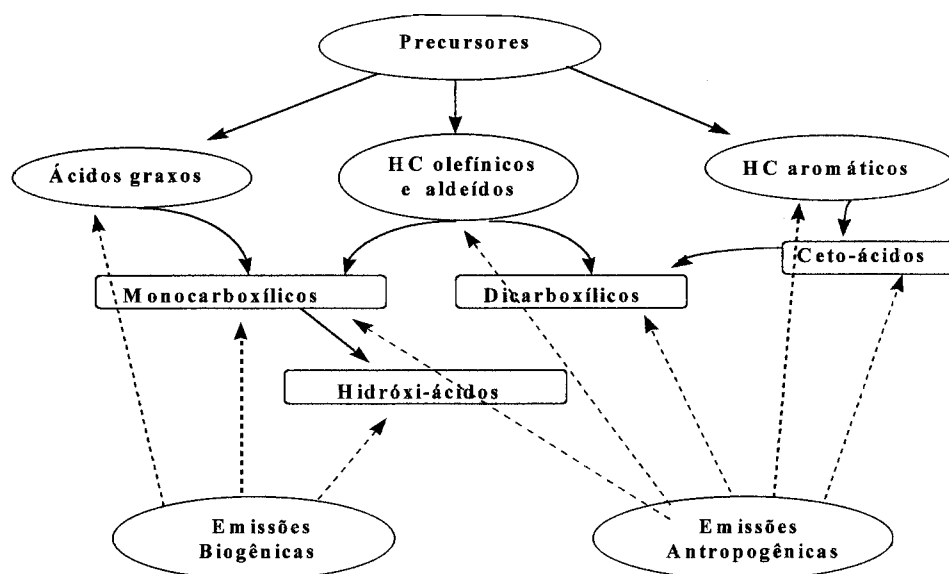 Precursores
Ácidos graxos
HC olefínicos
e aldeídos
HC aromáticos
Ceto-ácidos
Monocarboxílicos
Dicarboxílicos
Hidróxi-ácidos
Emissões
Biogênicas
Emissões
Antropogênicas